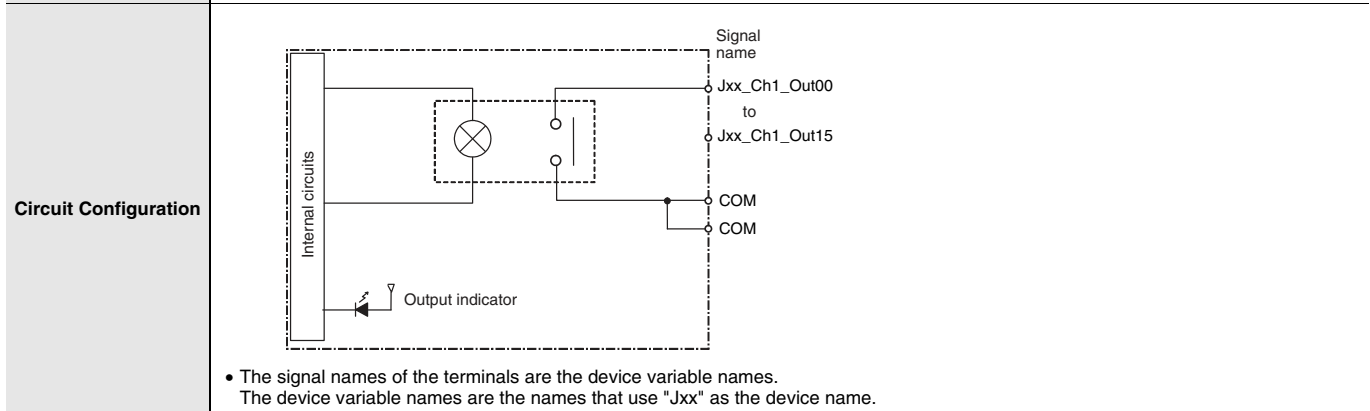 Circuit Configuration
Signal
name
Jxx_Ch1_Out00
to
Jxx_Ch1_Out15
Internal circuits
COM
COM
Output indicator
• The signal names of the terminals are the device variable names.
The device variable names are the names that use "Jxx" as the device name.